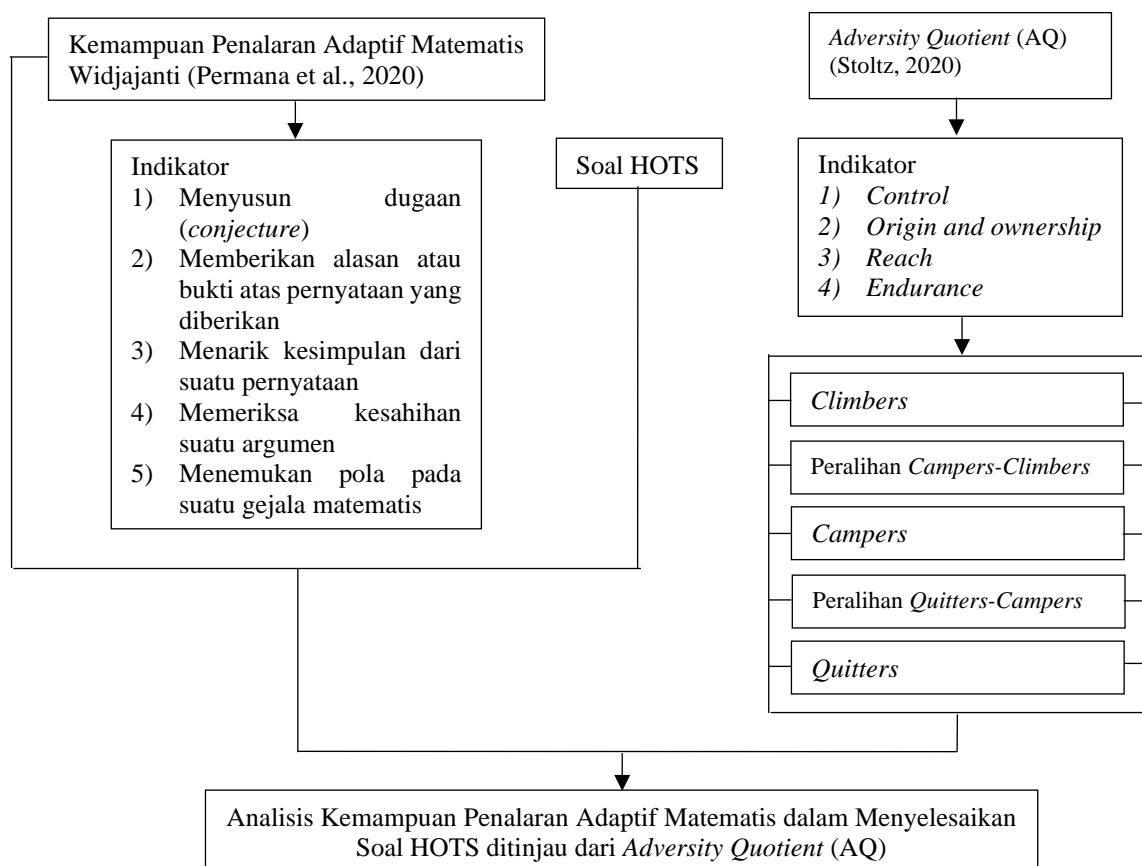 Kemampuan Penalaran Adaptif Matematis
Widjajanti (Permana et al., 2020)
Indikator
1) Menyusun dugaan
(conjecture)
2) Memberikan alasan atau
bukti atas pernyataan yang
diberikan
3) Menarik kesimpulan dari
suatu pernyataan
4) Memeriksa kesahihan
suatu argumen
5) Menemukan pola pada
suatu gejala matematis
Soal HOTS
Adversity Quotient (AQ)
(Stoltz, 2020)
Indikator
1) Control
2) Origin and ownership
3) Reach
4) Endurance
Climbers
Peralihan Campers-Climbers
Campers
Peralihan Quitters-Campers
Quitters
Analisis Kemampuan Penalaran Adaptif Matematis dalam Menyelesaikan
Soal HOTS ditinjau dari Adversity Quotient (AQ)